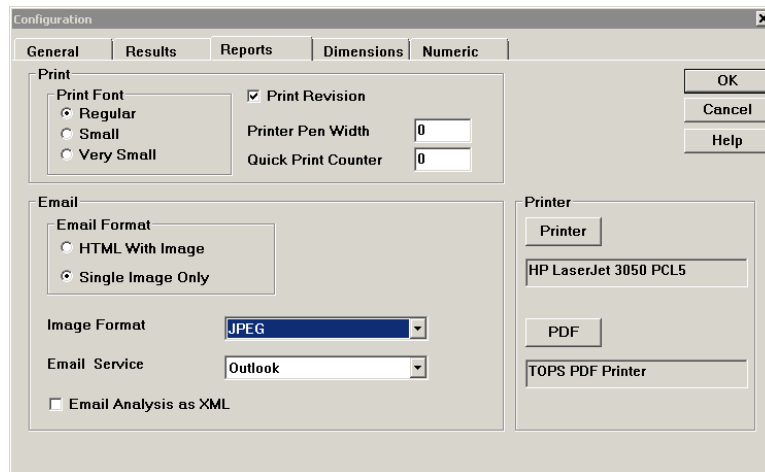 Configuration
General Results Reports Dimensions Numeric
Print
Print Font
Regular
Small
Very Small
Print Revision
Printer Pen Width 0
Quick Print Counter 0
OK
Cancel
Help
Email
Email Format
HTML With Image
Single Image Only
Image Format JPEG
Email Service Outlook
Email Analysis as XML
Printer
Printer
HP LaserJet 3050 PCL5
PDF
TOPS PDF Printer